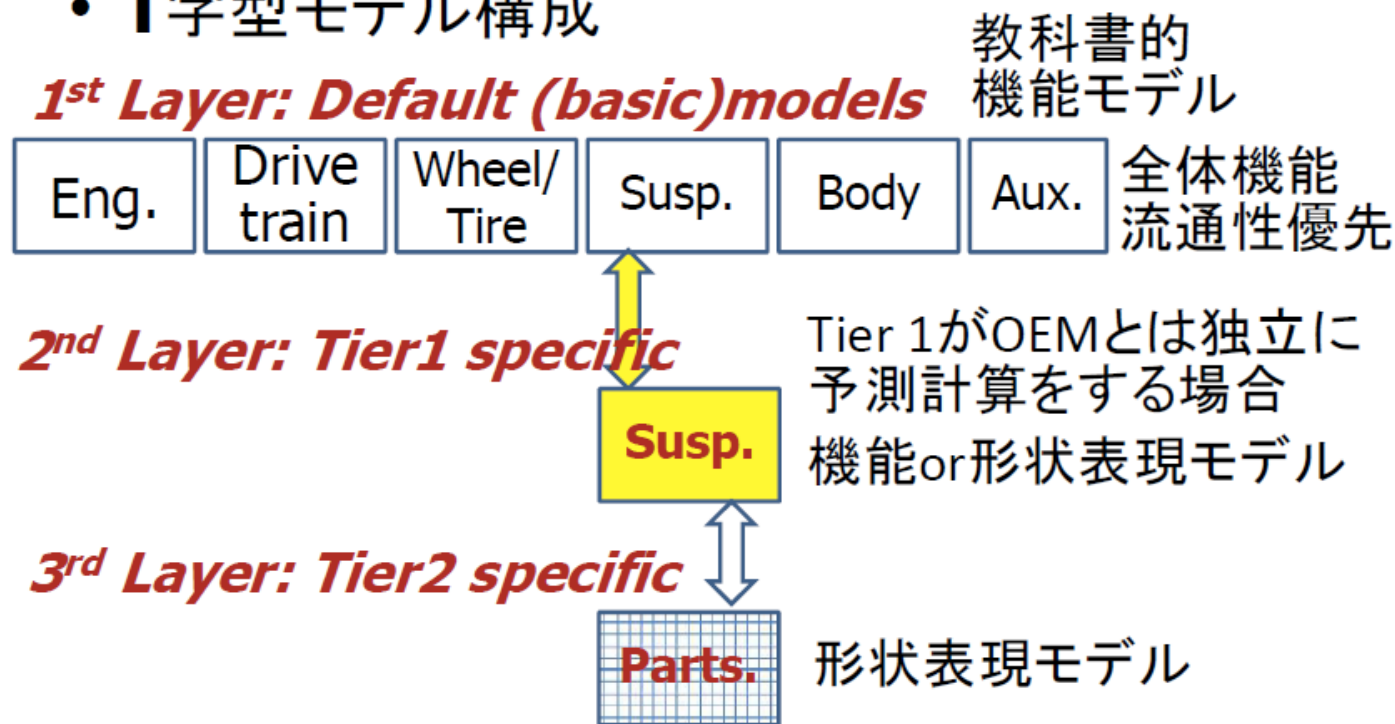 • T字型モデル構成
教科書的
機能モデル
1st Layer: Default (basic)models
Eng.
Drive
train
Wheel/
Tire
Susp.
Body
Aux.
全体機能
流通性優先
2nd Layer: Tier1 specific
Tier 1がOEMとは独立に
予測計算をする場合
機能or形状表現モデル
Susp.
3rd Layer: Tier2 specific
Parts.
形状表現モデル